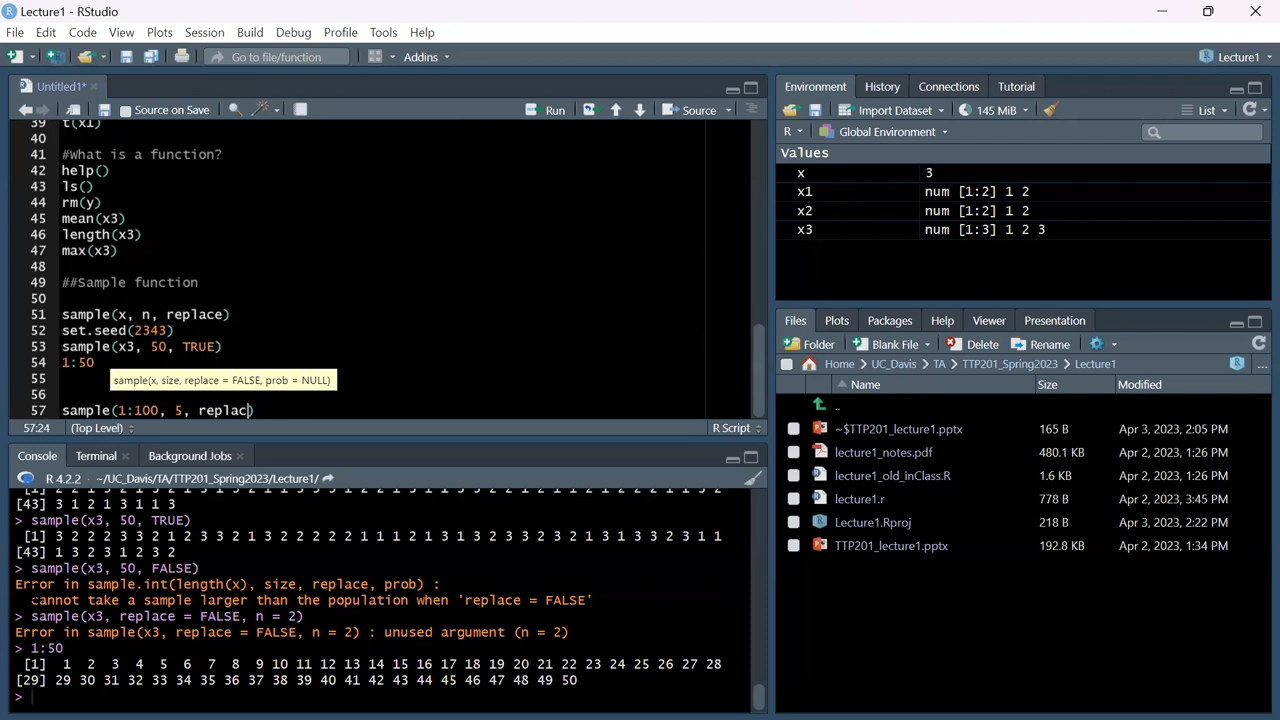 Lecture1 - RStudio
File Edit Code View Plots Session Build Debug Profile Tools Help
Go to file/function Addins Lecture1
Untitled1*
Source on Save Run Source
39 t(x1)
40
41 #What is a function?
42 help()
43 ls()
44 rm(y)
45 mean(x3)
46 length(x3)
47 max(x3)
48
49 ##Sample function
50
51 sample(x, n, replace)
52 set.seed(2343)
53 sample(x3, 50, TRUE)
54 1:50
55 sample(x, size, replace = FALSE, prob = NULL)
56
57 sample(1:100, 5, replac)
57:24 (Top Level) R Script
Console Terminal Background Jobs
R 4.2.2 · ~/UC_Davis/TA/TTP201_Spring2023/Lecture1/
[43] 3 1 2 1 3 1 1 3
> sample(x3, 50, TRUE)
[1] 3 2 2 2 3 3 2 1 2 3 3 2 1 3 2 2 2 2 2 1 1 1 2 1 3 1 3 2 3 3 2 3 2 1 3 1 3 3 2 3 1 1
[43] 1 3 2 3 1 2 3 2
> sample(x3, 50, FALSE)
Error in sample.int(length(x), size, replace, prob) :
cannot take a sample larger than the population when 'replace = FALSE'
> sample(x3, replace = FALSE, n = 2)
Error in sample(x3, replace = FALSE, n = 2) : unused argument (n = 2)
> 1:50
[1] 1 2 3 4 5 6 7 8 9 10 11 12 13 14 15 16 17 18 19 20 21 22 23 24 25 26 27 28
[29] 29 30 31 32 33 34 35 36 37 38 39 40 41 42 43 44 45 46 47 48 49 50
>
Environment History Connections Tutorial
Import Dataset 145 MiB List
R Global Environment
Values
x 3
x1 num [1:2] 1 2
x2 num [1:2] 1 2
x3 num [1:3] 1 2 3
Files Plots Packages Help Viewer Presentation
Folder Blank File Delete Rename
Home UC_Davis TA TTP201_Spring2023 Lecture1 ...
Name Size Modified
..
~$TTP201_lecture1.pptx 165 B Apr 3, 2023, 2:05 PM
lecture1_notes.pdf 480.1 KB Apr 2, 2023, 1:26 PM
lecture1_old_inClass.R 1.6 KB Apr 2, 2023, 1:26 PM
lecture1.r 778 B Apr 2, 2023, 3:45 PM
Lecture1.Rproj 218 B Apr 3, 2023, 2:22 PM
TTP201_lecture1.pptx 192.8 KB Apr 2, 2023, 1:34 PM